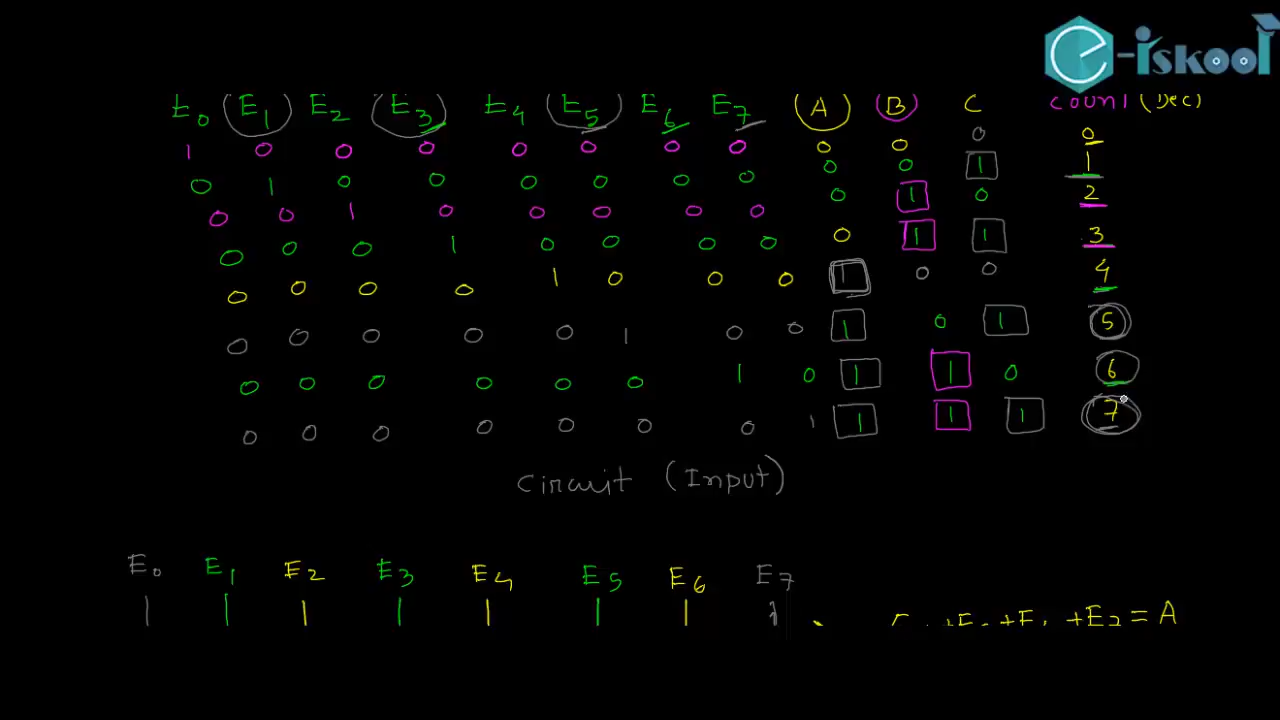 e-iskool
E0 E1 E2 E3 E4 E5 E6 E7 A B C Count (Dec)
1 0 0 0 0 0 0 0 0 0 0 0
0 1 0 0 0 0 0 0 0 0 1 1
0 0 1 0 0 0 0 0 0 1 0 2
0 0 0 1 0 0 0 0 0 1 1 3
0 0 0 0 1 0 0 0 1 0 0 4
0 0 0 0 0 1 0 0 1 0 1 5
0 0 0 0 0 0 1 0 1 1 0 6
0 0 0 0 0 0 0 1 1 1 1 7
Circuit (Input)
E0 E1 E2 E3 E4 E5 E6 E7
+E7 = A